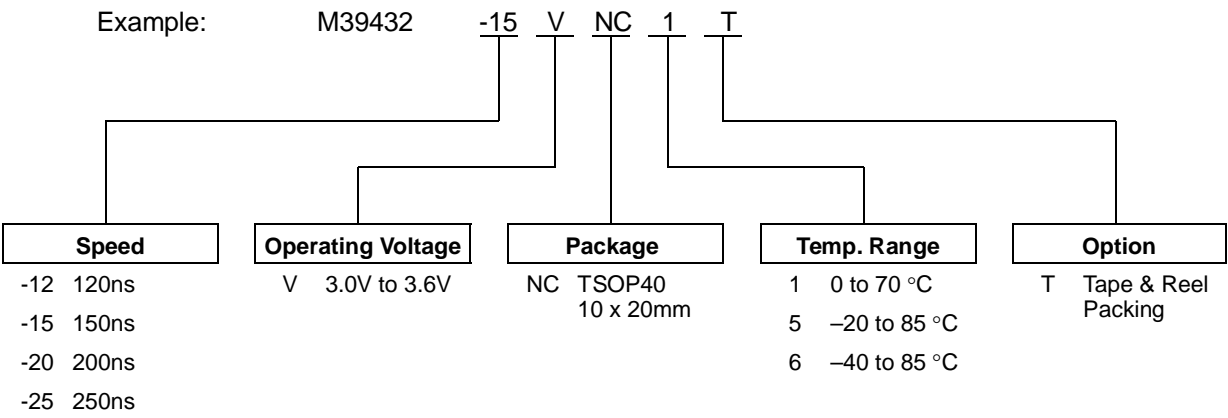 Example: M39432 -15 V NC 1 T
Speed Operating Voltage Package Temp. Range Option
-12 120ns V 3.0V to 3.6V NC TSOP40 1 0 to 70 °C T Tape & Reel
10 x 20mm Packing
-15 150ns 5 –20 to 85 °C
-20 200ns 6 –40 to 85 °C
-25 250ns